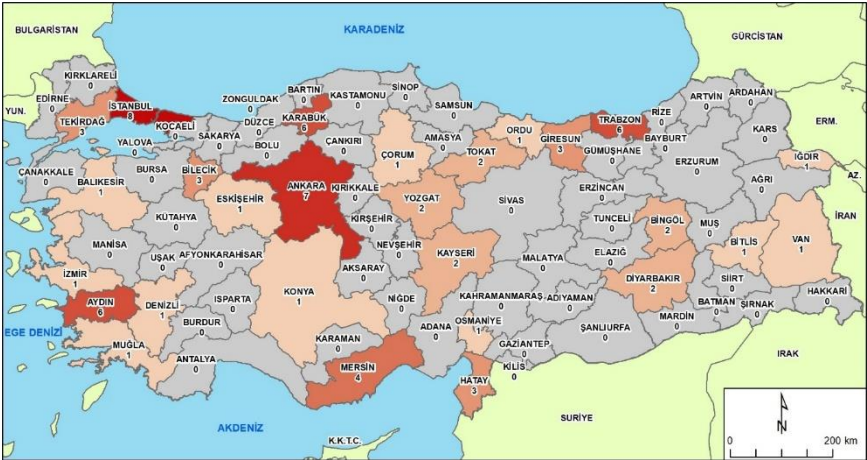 BULGARİSTAN
KARADENİZ
GÜRCİSTAN
KIRKLARELİ
0
EDİRNE
0
YUN.
TEKİRDAĞ
3
İSTANBUL
8
KOCAELİ
0
YALOVA
0
SAKARYA
0
DÜZCE
0
ZONGULDAK
0
BARTIN
0
KARABÜK
6
KASTAMONU
0
SİNOP
0
SAMSUN
0
BOLU
0
ÇANKIRI
0
AMASYA
0
ORDU
1
GİRESUN
3
TRABZON
6
RİZE
0
ARTVİN
0
ARDAHAN
0
KARS
0
ERM.
BAYBURT
0
GÜMÜŞHANE
0
ÇORUM
1
TOKAT
2
ERZURUM
0
IĞDIR
1
AZ.
AĞRI
0
İRAN
ÇANAKKALE
0
BALIKESİR
1
BURSA
0
BİLECİK
3
ESKİŞEHİR
1
ANKARA
7
KIRIKKALE
0
YOZGAT
2
SİVAS
0
ERZİNCAN
0
TUNCELİ
0
BİNGÖL
2
MUŞ
0
KÜTAHYA
0
KIRŞEHİR
0
NEVŞEHİR
0
KAYSERİ
2
MALATYA
0
ELAZIĞ
0
BİTLİS
1
VAN
1
MANİSA
0
UŞAK
0
AFYONKARAHİSAR
0
AKSARAY
0
İZMİR
1
KONYA
1
NİĞDE
0
KAHRAMANMARAŞ
0
ADIYAMAN
0
DİYARBAKIR
2
SİİRT
0
BATMAN
0
ŞIRNAK
0
HAKKARİ
0
AYDIN
6
DENİZLİ
1
ISPARTA
0
BURDUR
0
EGE DENİZİ
MUĞLA
1
ANTALYA
0
KARAMAN
0
MERSİN
4
ADANA
0
OSMANİYE
1
GAZİANTEP
0
KİLİS
0
ŞANLIURFA
0
MARDİN
0
HATAY
3
IRAK
SURİYE
AKDENİZ
K.K.T.C.
N
0
200 km